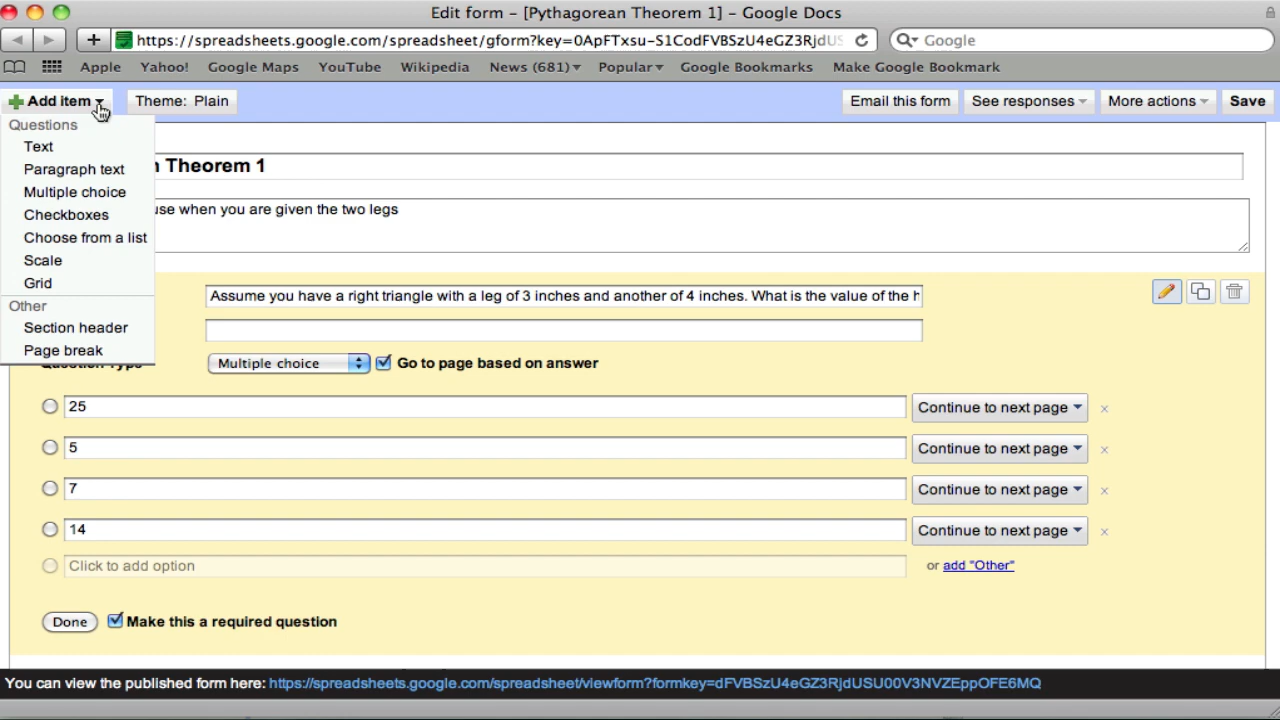 Edit form – [Pythagorean Theorem 1] – Google Docs
https://spreadsheets.google.com/spreadsheet/gform?key=0ApFTxsu-S1CodFVBSzU4eGZ3RjdUS
Google
Apple Yahoo! Google Maps YouTube Wikipedia News (681) Popular Google Bookmarks Make Google Bookmark
Add item Theme: Plain Email this form See responses More actions Save
Questions
Text
Paragraph text
Multiple choice
Checkboxes
Choose from a list
Scale
Grid
Other
Section header
Page break
Theorem 1
when you are given the two legs
Assume you have a right triangle with a leg of 3 inches and another of 4 inches. What is the value of the h
Question Type Multiple choice Go to page based on answer
25 Continue to next page
5 Continue to next page
7 Continue to next page
14 Continue to next page
Click to add option or add "Other"
Done Make this a required question
You can view the published form here: https://spreadsheets.google.com/spreadsheet/viewform?formkey=dFVBSzU4eGZ3RjdUSU00V3NVZEppOFE6MQ